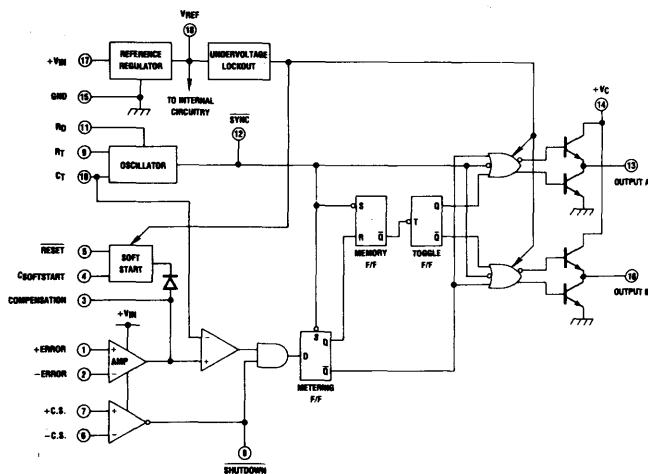 VREF
18
+VIN
17
REFERENCE
REGULATOR
UNDERVOLTAGE
LOCKOUT
GND
15
TO INTERNAL
CIRCUITRY
+VC
14
RD
11
SYNC
12
RT
9
OSCILLATOR
CT
10
13
OUTPUT A
S
R
Q
MEMORY
F/F
T
Q
Q
TOGGLE
F/F
RESET
5
SOFT
START
CSOFTSTART
4
COMPENSATION
3
16
OUTPUT B
+VIN
+ERROR
1
+
AMP
-ERROR
2
-
-
+
D
S
Q
Q
METERING
F/F
+C.S.
7
+
-C.S.
6
-
8
SHUTDOWN